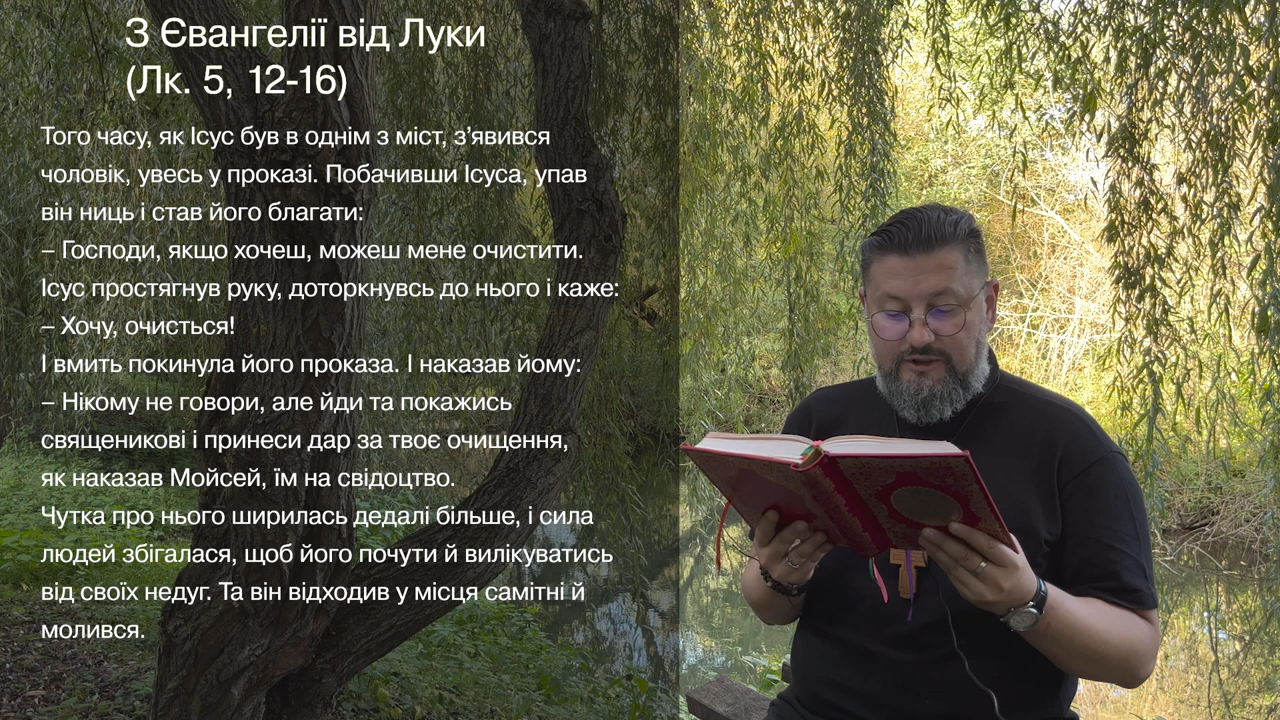 З Євангелії від Луки
(Лк. 5, 12-16)
Того часу, як Ісус був в однім з міст, з’явився
чоловік, увесь у проказі. Побачивши Ісуса, упав
він ниць і став його благати:
– Господи, якщо хочеш, можеш мене очистити.
Ісус простягнув руку, доторкнувсь до нього і каже:
– Хочу, очисться!
І вмить покинула його проказа. І наказав йому:
– Нікому не говори, але йди та покажись
священикові і принеси дар за твоє очищення,
як наказав Мойсей, їм на свідоцтво.
Чутка про нього ширилась дедалі більше, і сила
людей збігалася, щоб його почути й вилікуватись
від своїх недуг. Та він відходив у місця самітні й
молився.